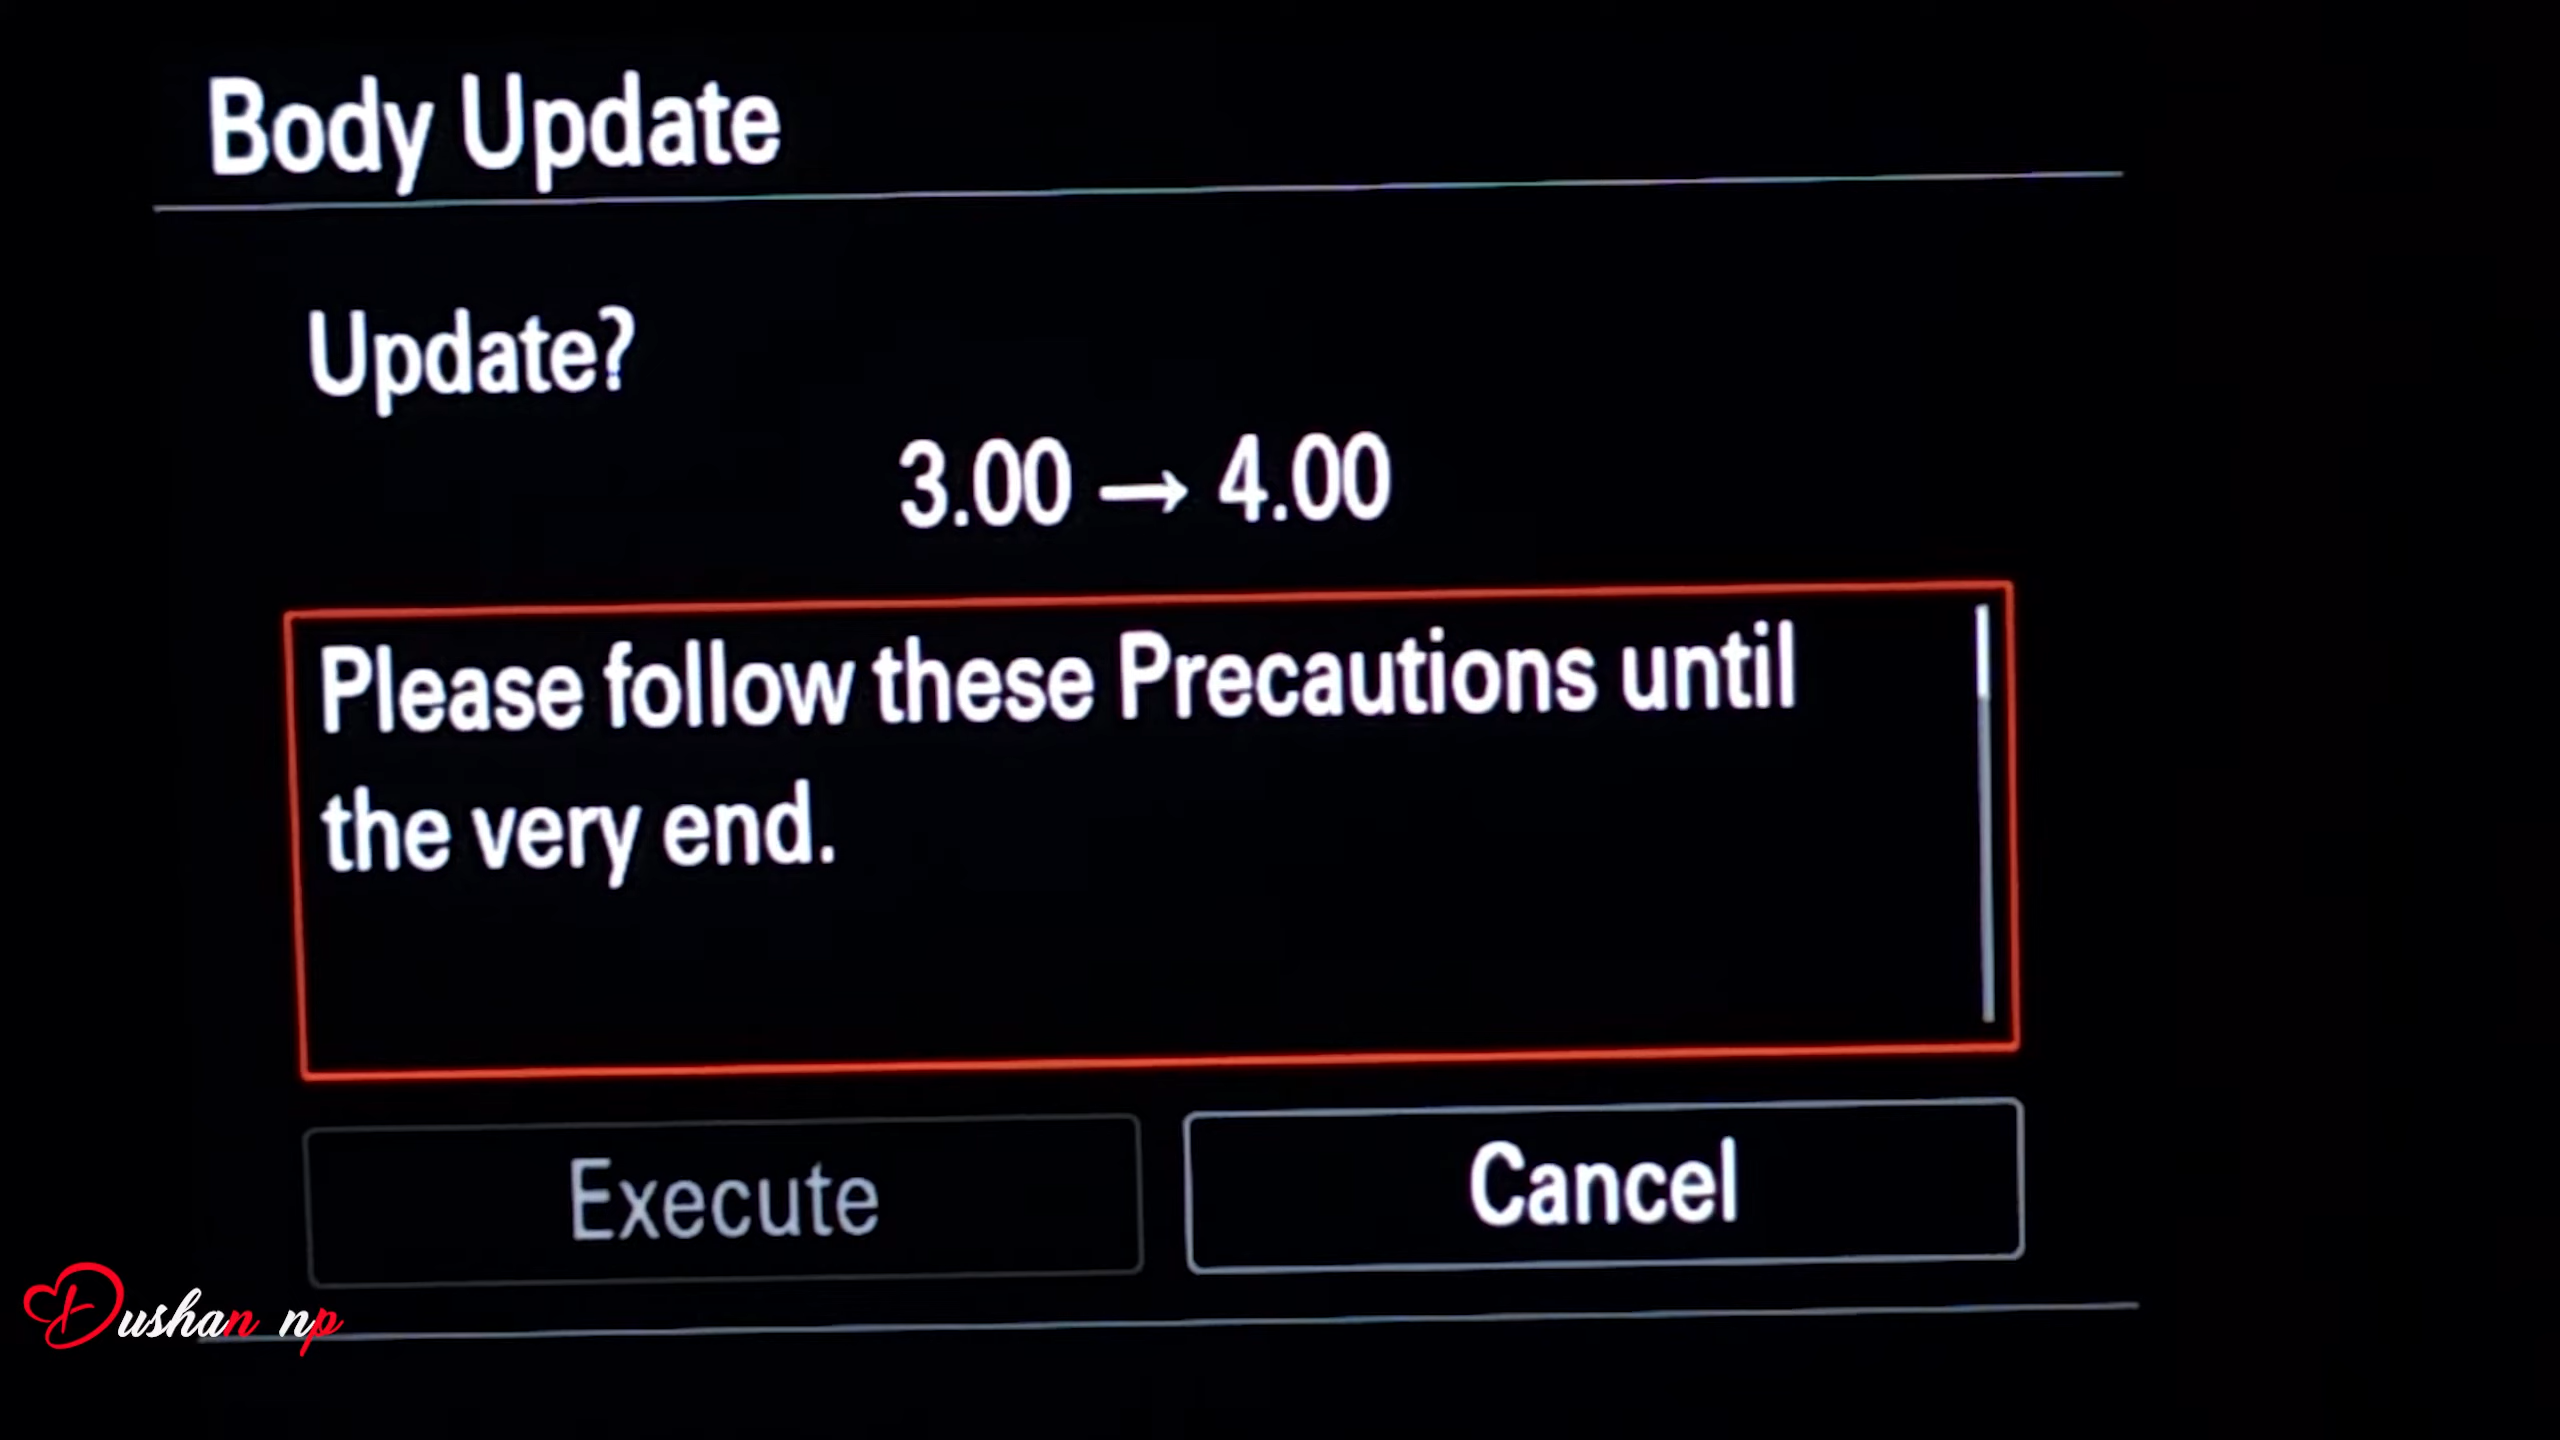 Body Update
Update?
3.00 → 4.00
Please follow these Precautions until
the very end.
Execute
Cancel
Dushan np